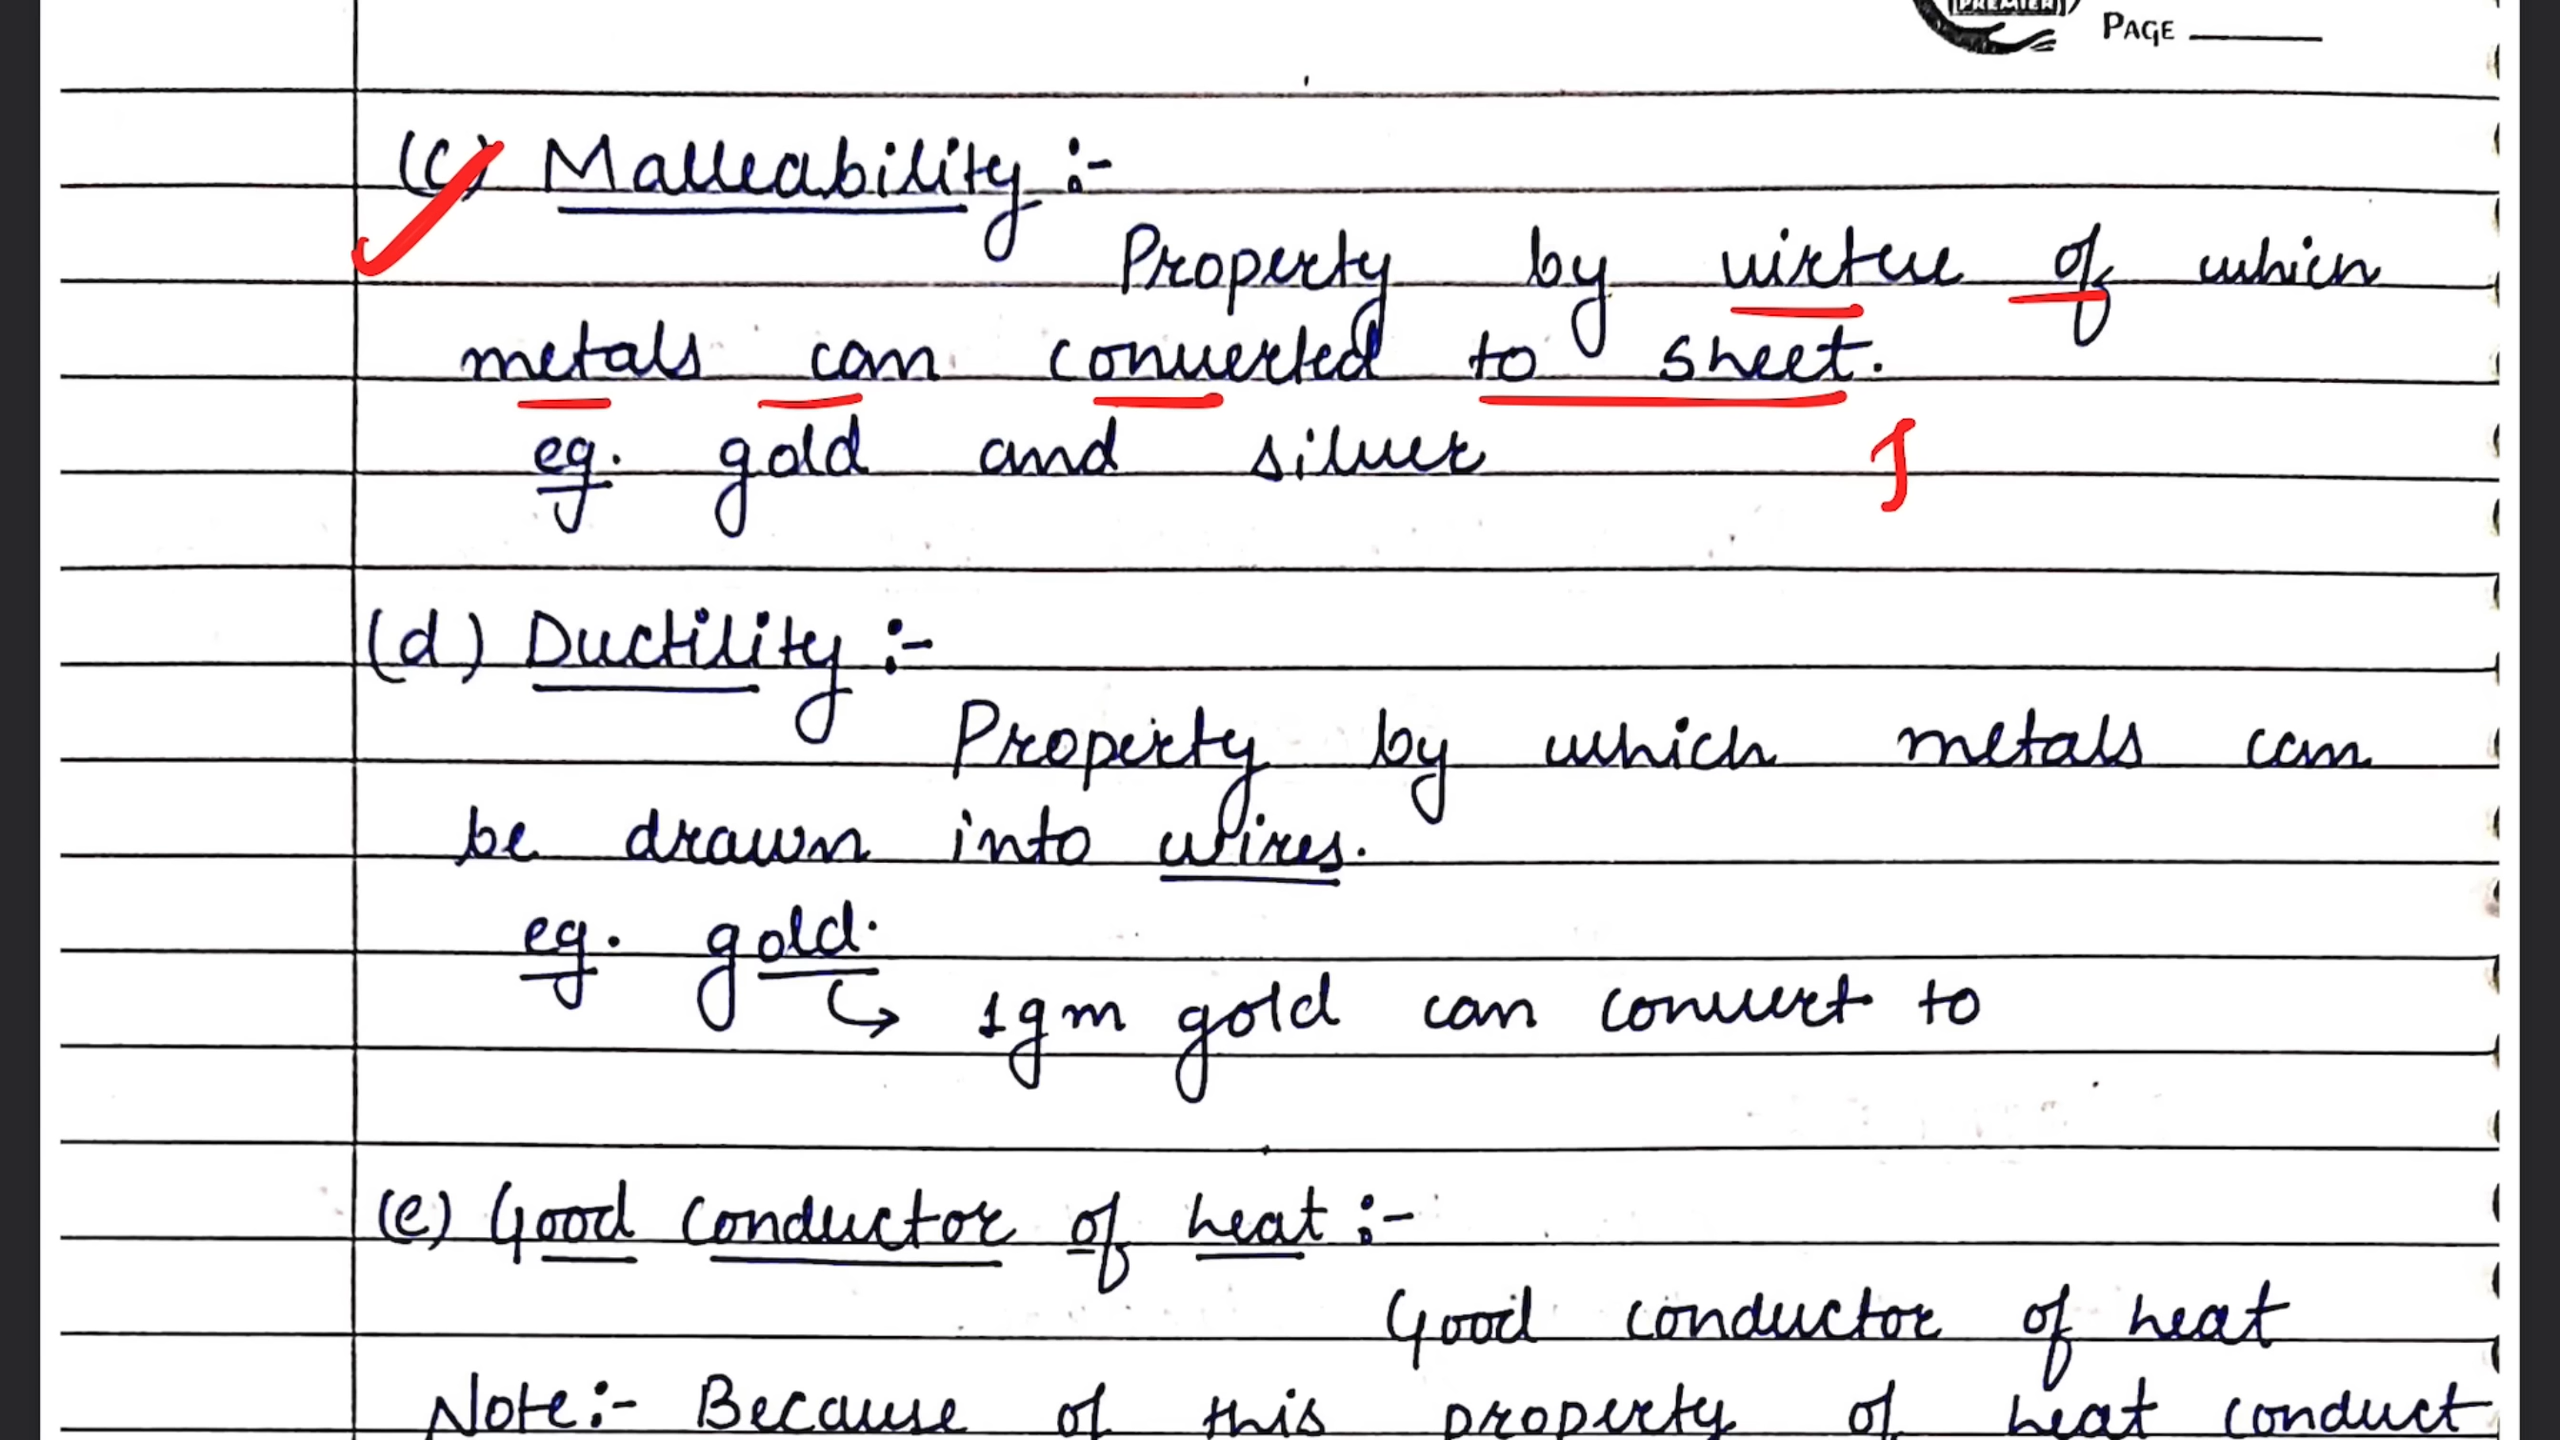 PREMIER
PAGE
(c) Malleability :-
Property by virtue of which
metals can converted to sheet.
eg. gold and silver
(d) Ductility :-
Property by which metals can
be drawn into wires.
eg. gold.
↳ 1gm gold can convert to
(e) Good conductor of heat :-
Good conductor of heat
Note:- Because of this property of heat conduct